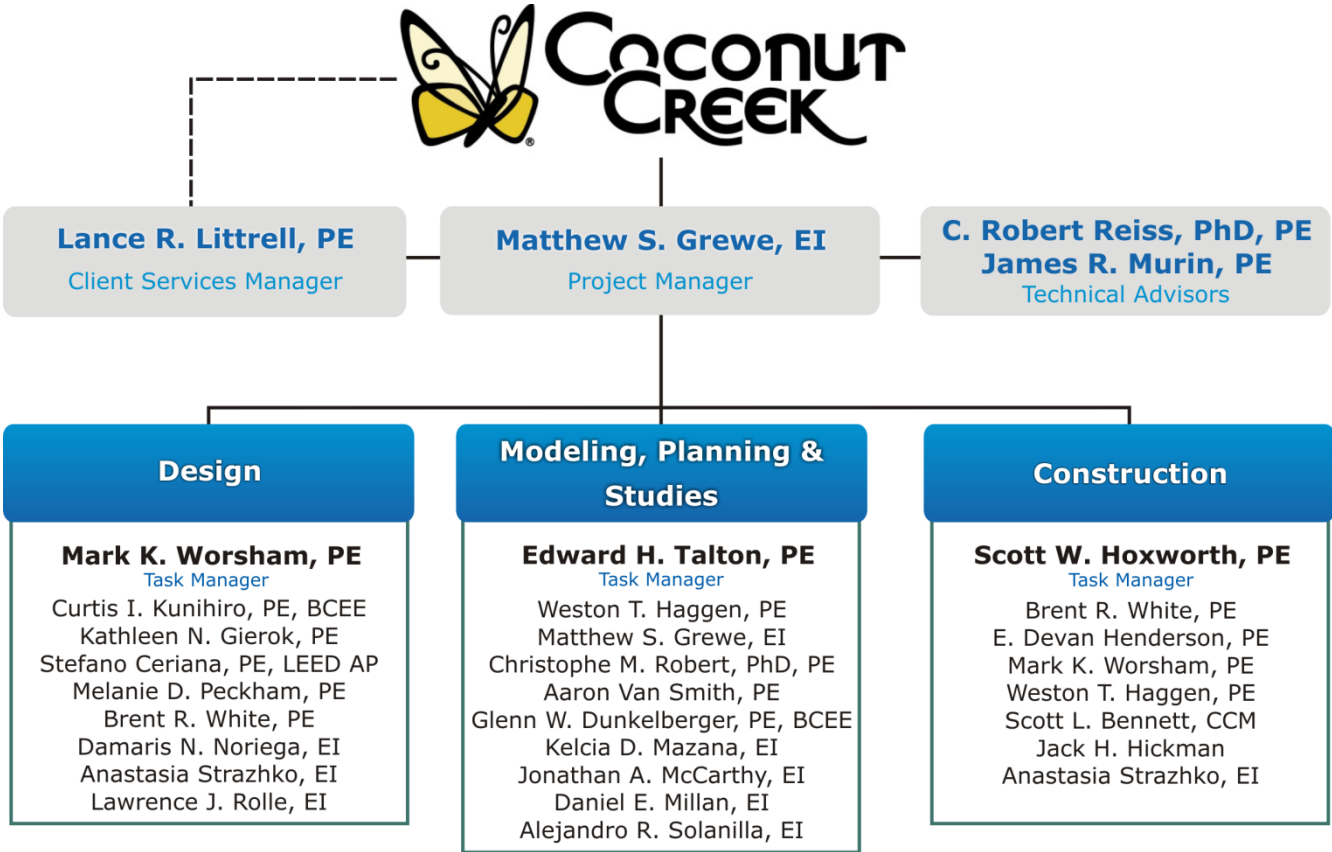 Coconut
Creek
®
Lance R. Littrell, PE
Client Services Manager
Matthew S. Grewe, EI
Project Manager
C. Robert Reiss, PhD, PE
James R. Murin, PE
Technical Advisors
Design
Mark K. Worsham, PE
Task Manager
Curtis I. Kunihiro, PE, BCEE
Kathleen N. Gierok, PE
Stefano Ceriana, PE, LEED AP
Melanie D. Peckham, PE
Brent R. White, PE
Damaris N. Noriega, EI
Anastasia Strazhko, EI
Lawrence J. Rolle, EI
Modeling, Planning &
Studies
Edward H. Talton, PE
Task Manager
Weston T. Haggen, PE
Matthew S. Grewe, EI
Christophe M. Robert, PhD, PE
Aaron Van Smith, PE
Glenn W. Dunkelberger, PE, BCEE
Kelcia D. Mazana, EI
Jonathan A. McCarthy, EI
Daniel E. Millan, EI
Alejandro R. Solanilla, EI
Construction
Scott W. Hoxworth, PE
Task Manager
Brent R. White, PE
E. Devan Henderson, PE
Mark K. Worsham, PE
Weston T. Haggen, PE
Scott L. Bennett, CCM
Jack H. Hickman
Anastasia Strazhko, EI